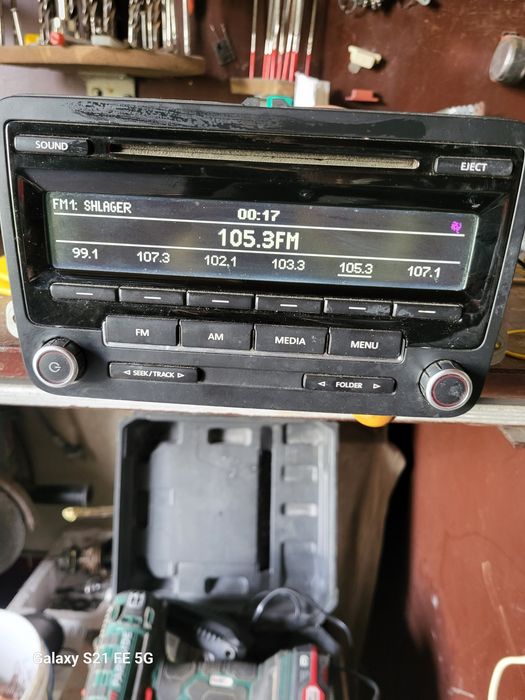 SOUND
EJECT
FM1: SHLAGER
00:17
105.3FM
99.1 107.3 102,1 103.3 105.3 107.1
FM AM MEDIA MENU
◁ SEEK/TRACK ▷
◁ FOLDER ▷
Galaxy S21 FE 5G